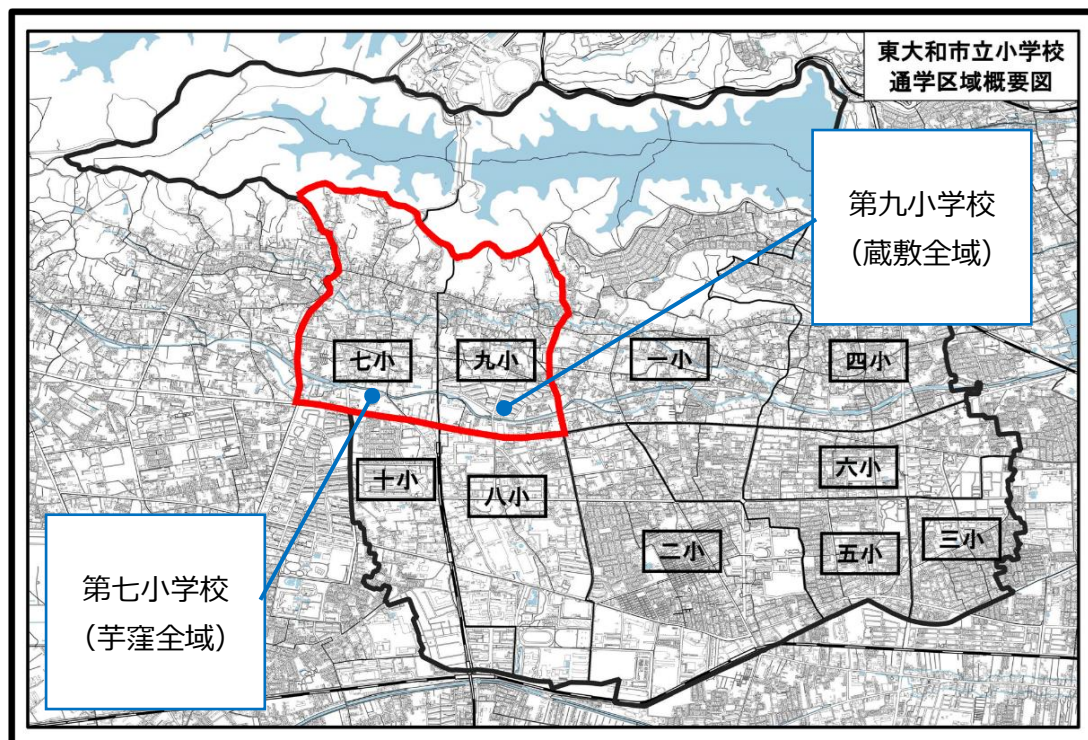 東大和市立小学校
通学区域概要図
第九小学校
（蔵敷全域）
七小
九小
一小
四小
十小
八小
六小
二小
五小
三小
第七小学校
（芋窪全域）